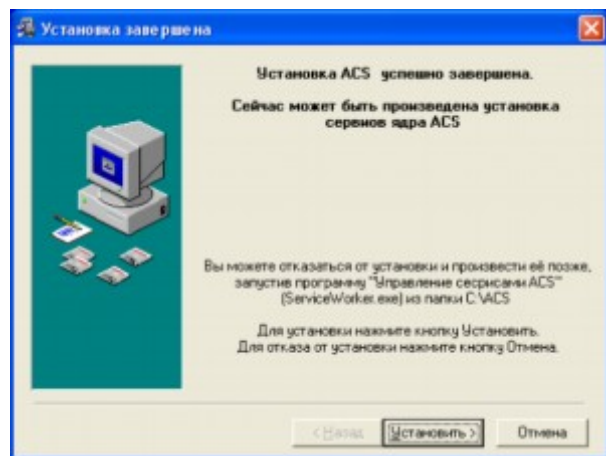 Установка завершена
Установка ACS успешно завершена.
Сейчас может быть произведена установка
сервиов ядра ACS
Вы можете отказаться от установки и произвести её позже,
запустив программу "Управление сесрисами ACS"
(ServiceWorker.exe) из папки C:\ACS
Для установки нажмите кнопку Установить.
Для отказа от установки нажмите кнопку Отмена.
< Назад
Установить >
Отмена